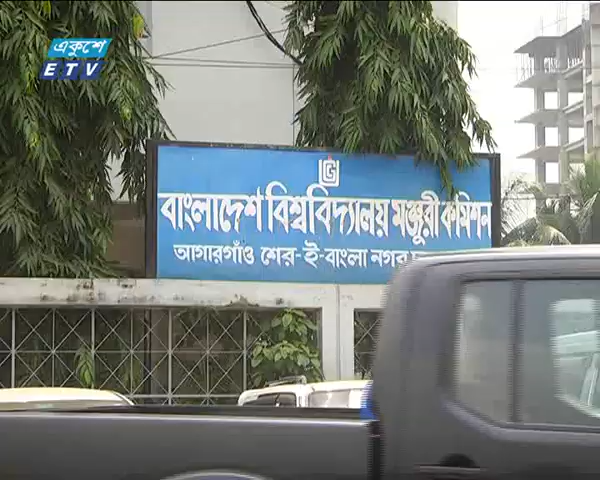 একুশে
ETV
বাংলাদেশ বিশ্ববিদ্যালয় মঞ্জুরী কমিশন
আগারগাঁও শের-ই-বাংলা নগর